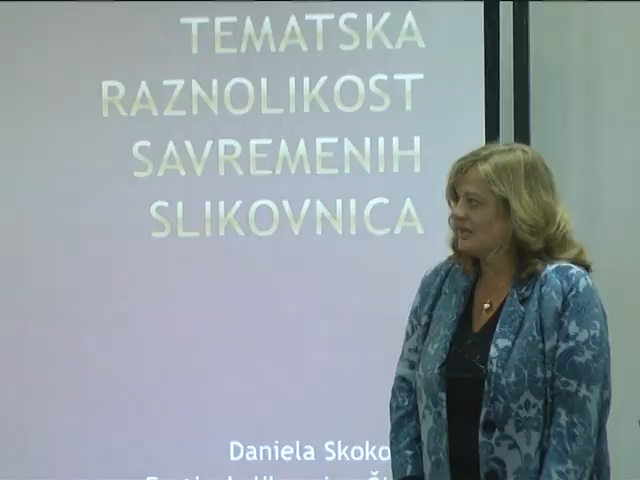 TEMATSKA
RAZNOLIKOST
SAVREMENIH
SLIKOVNICA
Daniela Skoko